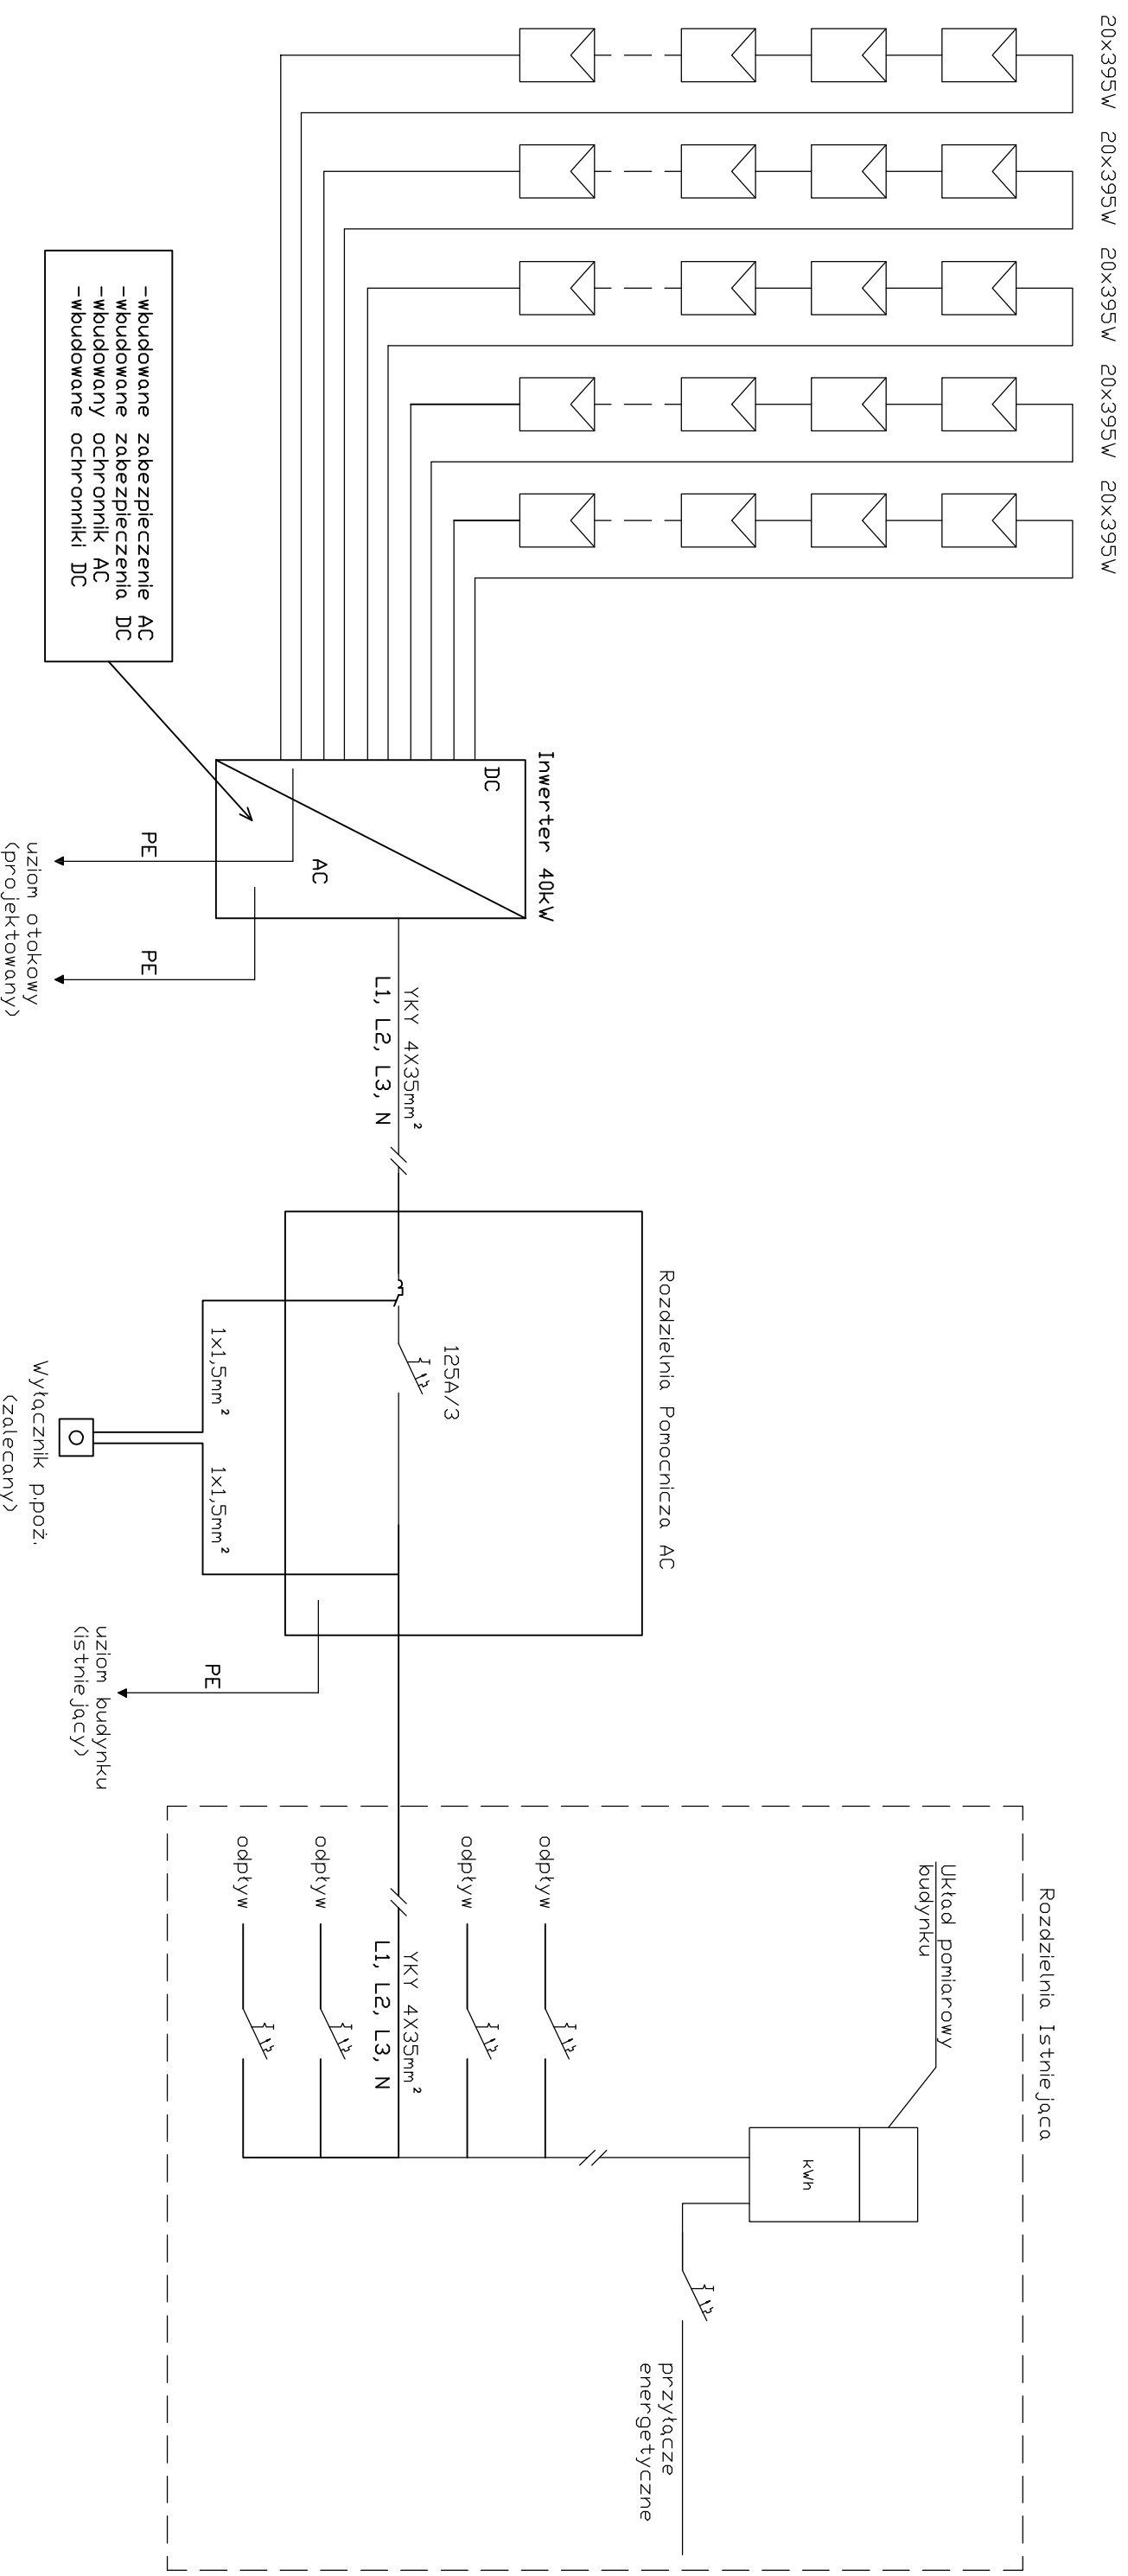 20x395W
20x395W
20x395W
20x395W
20x395W
-wbudowane zabezpieczenie AC
-wbudowane zabezpieczenia DC
-wbudowany ochronnik AC
-wbudowane ochronniki DC
Inwerter 40kW
DC
AC
PE
PE
uziom otokowy
(projektowany)
YKY 4X35mm²
L1, L2, L3, N
Rozdzielnia Pomocnicza AC
125A/3
1x1,5mm²
1x1,5mm²
Wyłącznik p.poż.
(zalecany)
PE
uziom budynku
(istniejący)
Rozdzielnia Istniejąca
Układ pomiarowy
budynku
kWh
odpływ
odpływ
odpływ
odpływ
YKY 4X35mm²
L1, L2, L3, N
przyłącze
energetyczne